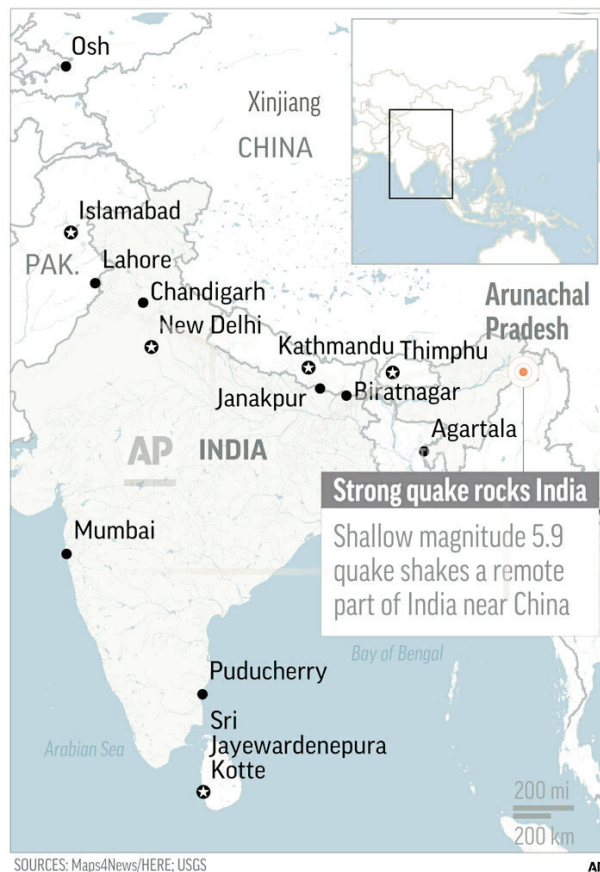 Osh
Xinjiang
CHINA
Islamabad
PAK.
Lahore
Chandigarh
New Delhi
Arunachal
Pradesh
Kathmandu
Thimphu
Janakpur
Biratnagar
Agartala
AP
INDIA
Strong quake rocks India
Shallow magnitude 5.9
quake shakes a remote
part of India near China
Mumbai
Bay of Bengal
Puducherry
Sri
Jayewardenepura
Kotte
Arabian Sea
200 mi
200 km
SOURCES: Maps4News/HERE; USGS